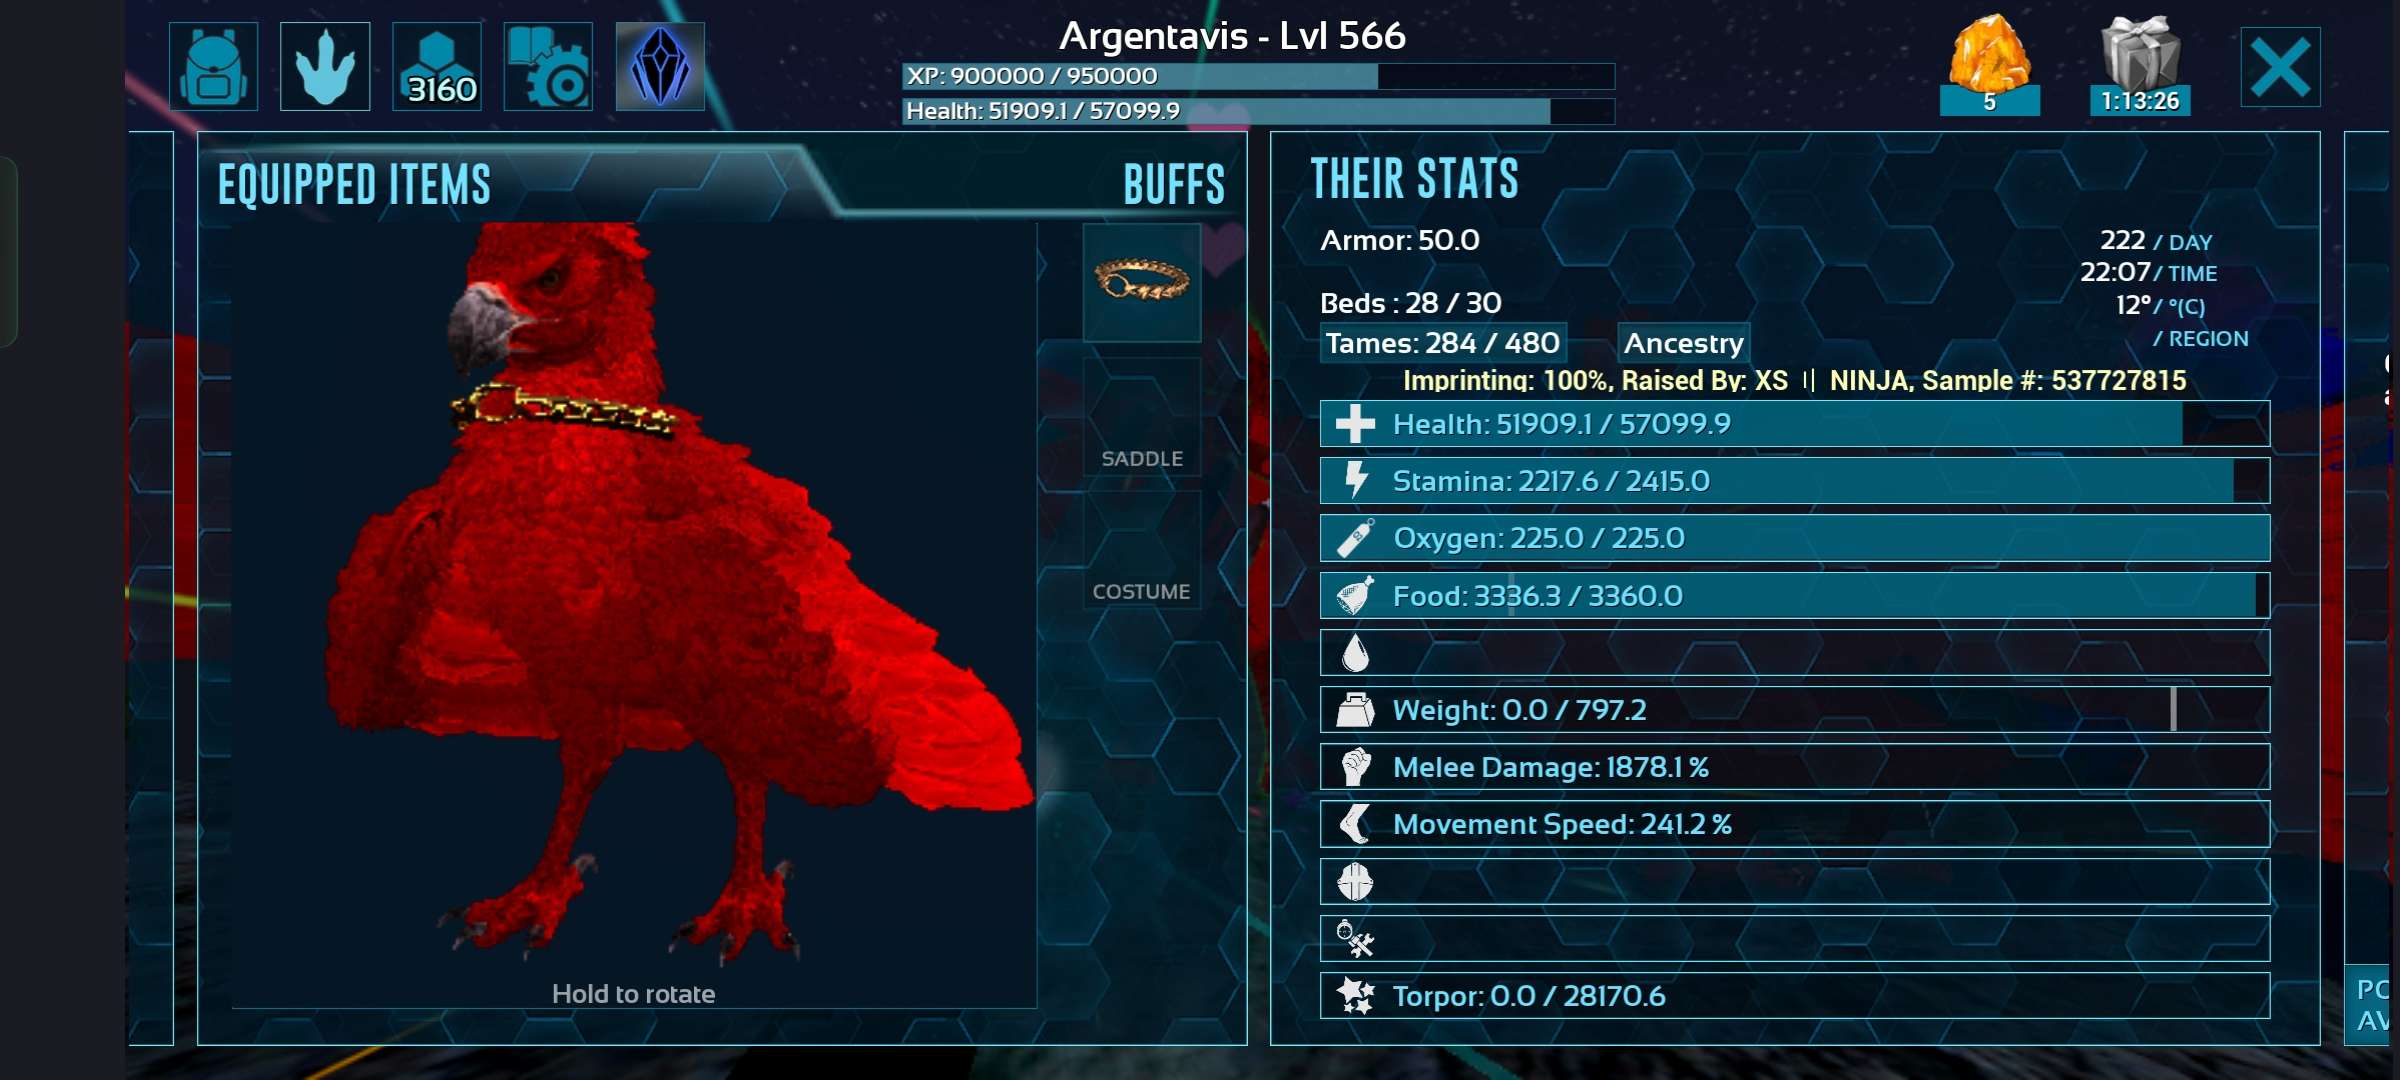 3160
Argentavis - Lvl 566
XP: 900000 / 950000
Health: 51909.1 / 57099.9
5
1:13:26
EQUIPPED ITEMS
BUFFS
SADDLE
COSTUME
Hold to rotate
THEIR STATS
Armor: 50.0
222 / DAY
22:07 / TIME
12° / °(C)
/ REGION
Beds : 28 / 30
Tames: 284 / 480
Ancestry
Imprinting: 100%, Raised By: XS || NINJA, Sample #: 537727815
Health: 51909.1 / 57099.9
Stamina: 2217.6 / 2415.0
Oxygen: 225.0 / 225.0
Food: 3336.3 / 3360.0
Weight: 0.0 / 797.2
Melee Damage: 1878.1 %
Movement Speed: 241.2 %
Torpor: 0.0 / 28170.6